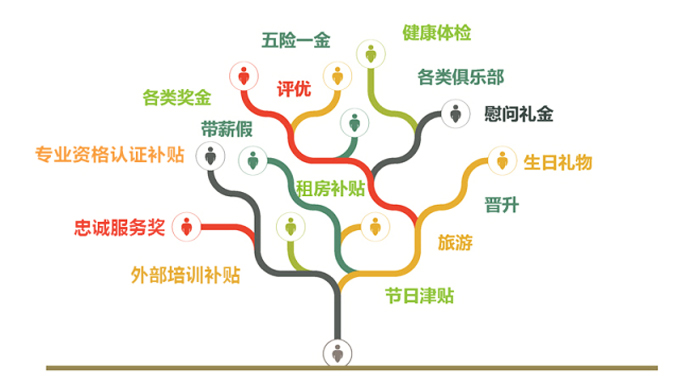 健康体检
五险一金
各类俱乐部
评优
各类奖金
慰问礼金
带薪假
专业资格认证补贴
生日礼物
租房补贴
晋升
忠诚服务奖
旅游
外部培训补贴
节日津贴